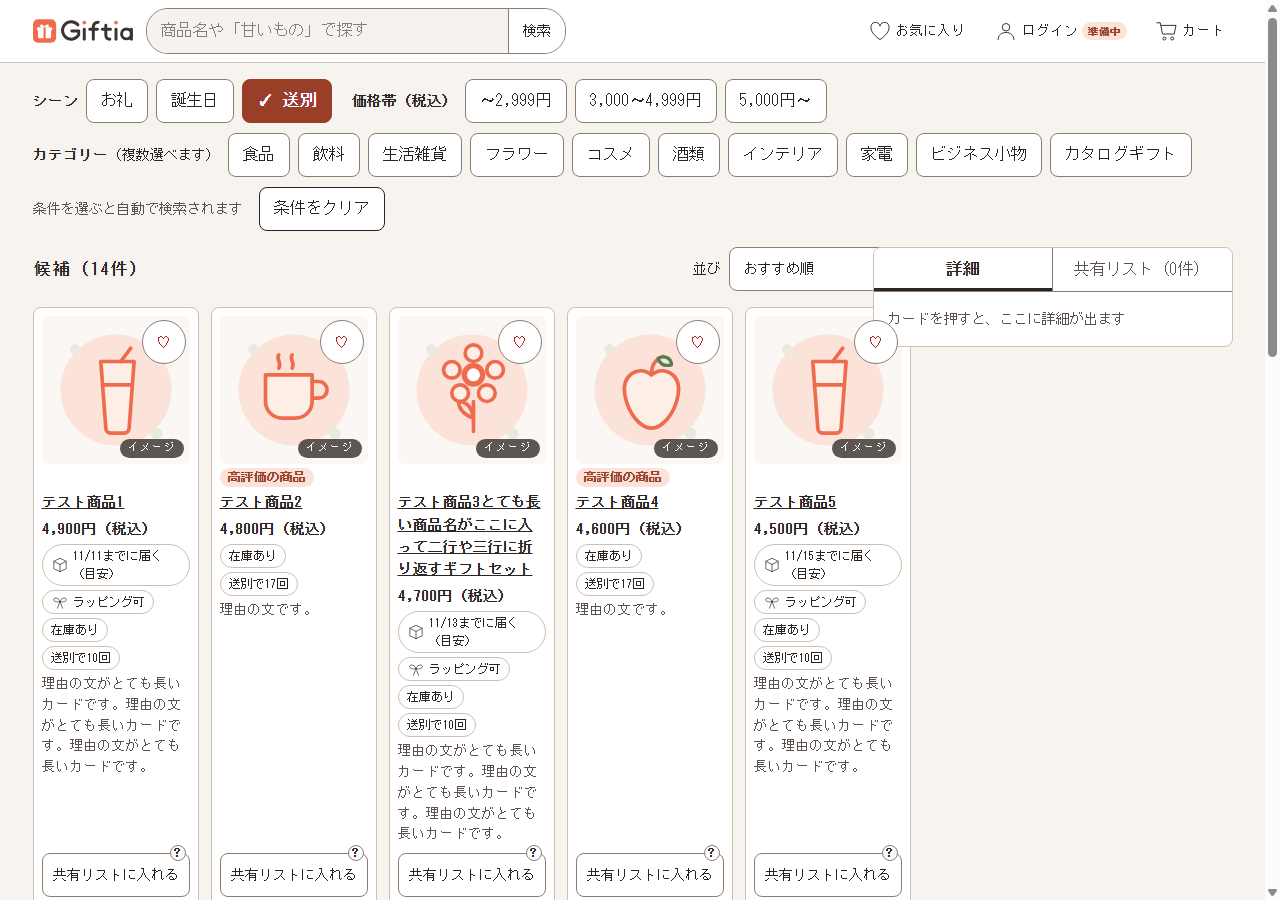 Giftia
商品名や「甘いもの」で探す
検索
お気に入り
ログイン 準備中
カート
シーン お礼 誕生日 ✓ 送別 価格帯（税込） 〜2,999円 3,000〜4,999円 5,000円〜
カテゴリー（複数選べます） 食品 飲料 生活雑貨 フラワー コスメ 酒類 インテリア 家電 ビジネス小物 カタログギフト
条件を選ぶと自動で検索されます 条件をクリア
候補（14件）
並び おすすめ順
詳細 共有リスト（0件）
カードを押すと、ここに詳細が出ます
イメージ
テスト商品1
4,900円（税込）
11/11までに届く
（目安）
ラッピング可
在庫あり
送別で10回
理由の文がとても長い
カードです。理由の文
がとても長いカードで
す。理由の文がとても
長いカードです。
?
共有リストに入れる
イメージ
高評価の商品
テスト商品2
4,800円（税込）
在庫あり
送別で17回
理由の文です。
?
共有リストに入れる
イメージ
テスト商品3とても長
い商品名がここに入
って二行や三行に折
り返すギフトセット
4,700円（税込）
11/13までに届く
（目安）
ラッピング可
在庫あり
送別で10回
理由の文がとても長い
カードです。理由の文
がとても長いカードで
す。理由の文がとても
長いカードです。
?
共有リストに入れる
イメージ
高評価の商品
テスト商品4
4,600円（税込）
在庫あり
送別で17回
理由の文です。
?
共有リストに入れる
イメージ
テスト商品5
4,500円（税込）
11/15までに届く
（目安）
ラッピング可
在庫あり
送別で10回
理由の文がとても長い
カードです。理由の文
がとても長いカードで
す。理由の文がとても
長いカードです。
?
共有リストに入れる